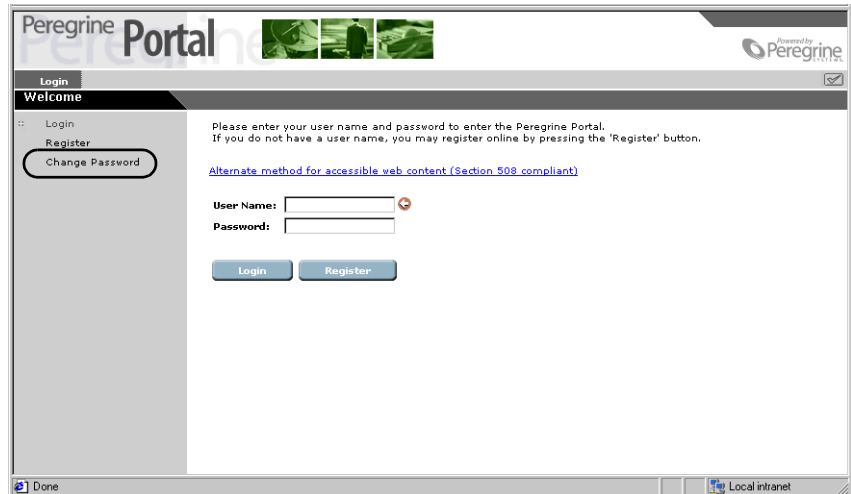 Peregrine Portal
Powered by
Peregrine
SYSTEMS
Login
Welcome
Login
Register
Change Password
Please enter your user name and password to enter the Peregrine Portal.
If you do not have a user name, you may register online by pressing the 'Register' button.
Alternate method for accessible web content (Section 508 compliant)
User Name:
Password:
Login Register
Done
Local intranet